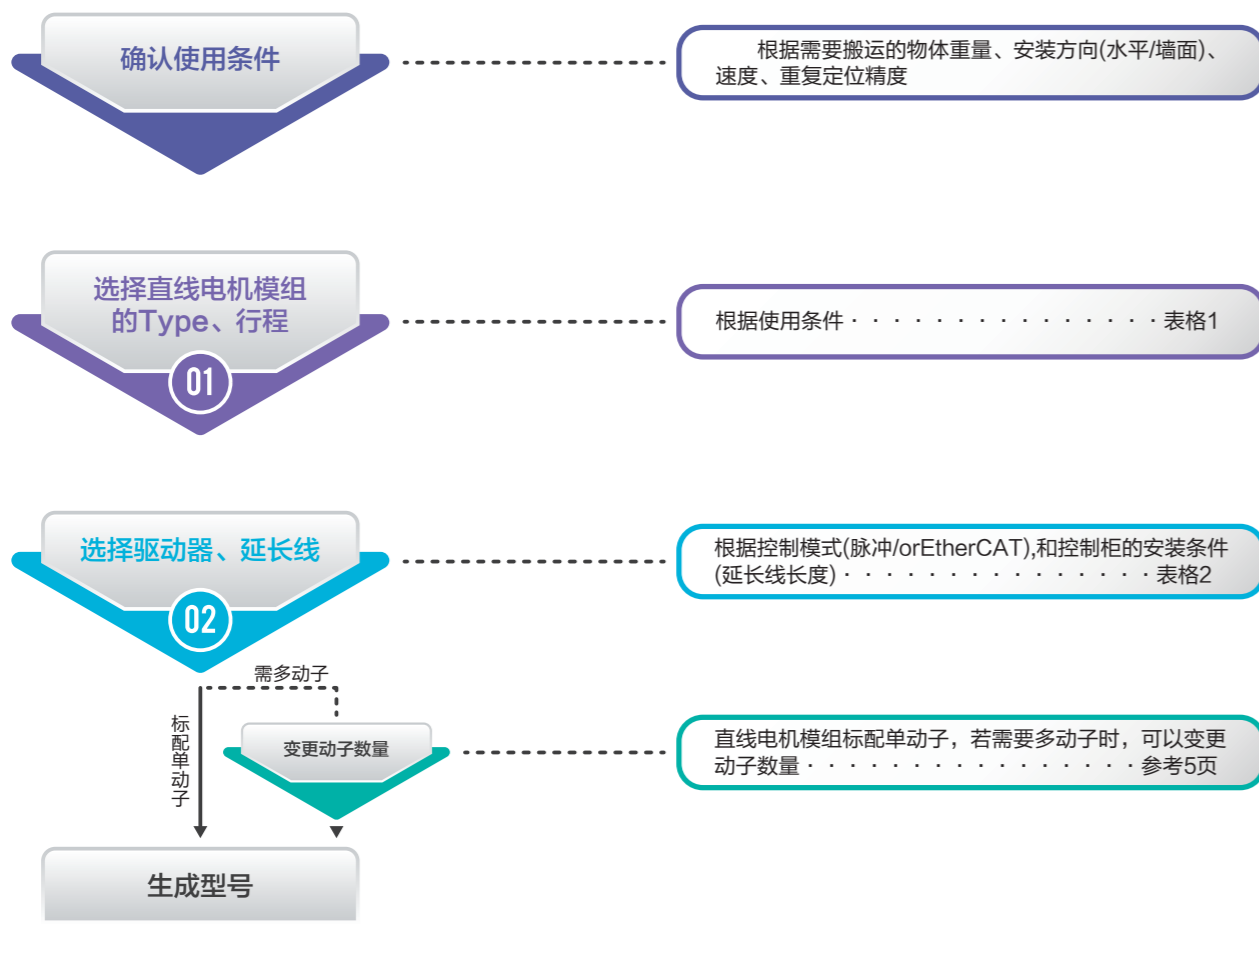 确认使用条件
根据需要搬运的物体重量、安装方向(水平/墙面)、
速度、重复定位精度
选择直线电机模组
的Type、行程
01
根据使用条件 · · · · · · · · · · · · · · · 表格1
选择驱动器、延长线
02
根据控制模式(脉冲/orEtherCAT),和控制柜的安装条件
(延长线长度) · · · · · · · · · · · · · · · 表格2
需多动子
标配单动子
变更动子数量
直线电机模组标配单动子，若需要多动子时，可以变更
动子数量 · · · · · · · · · · · · · · · · 参考5页
生成型号